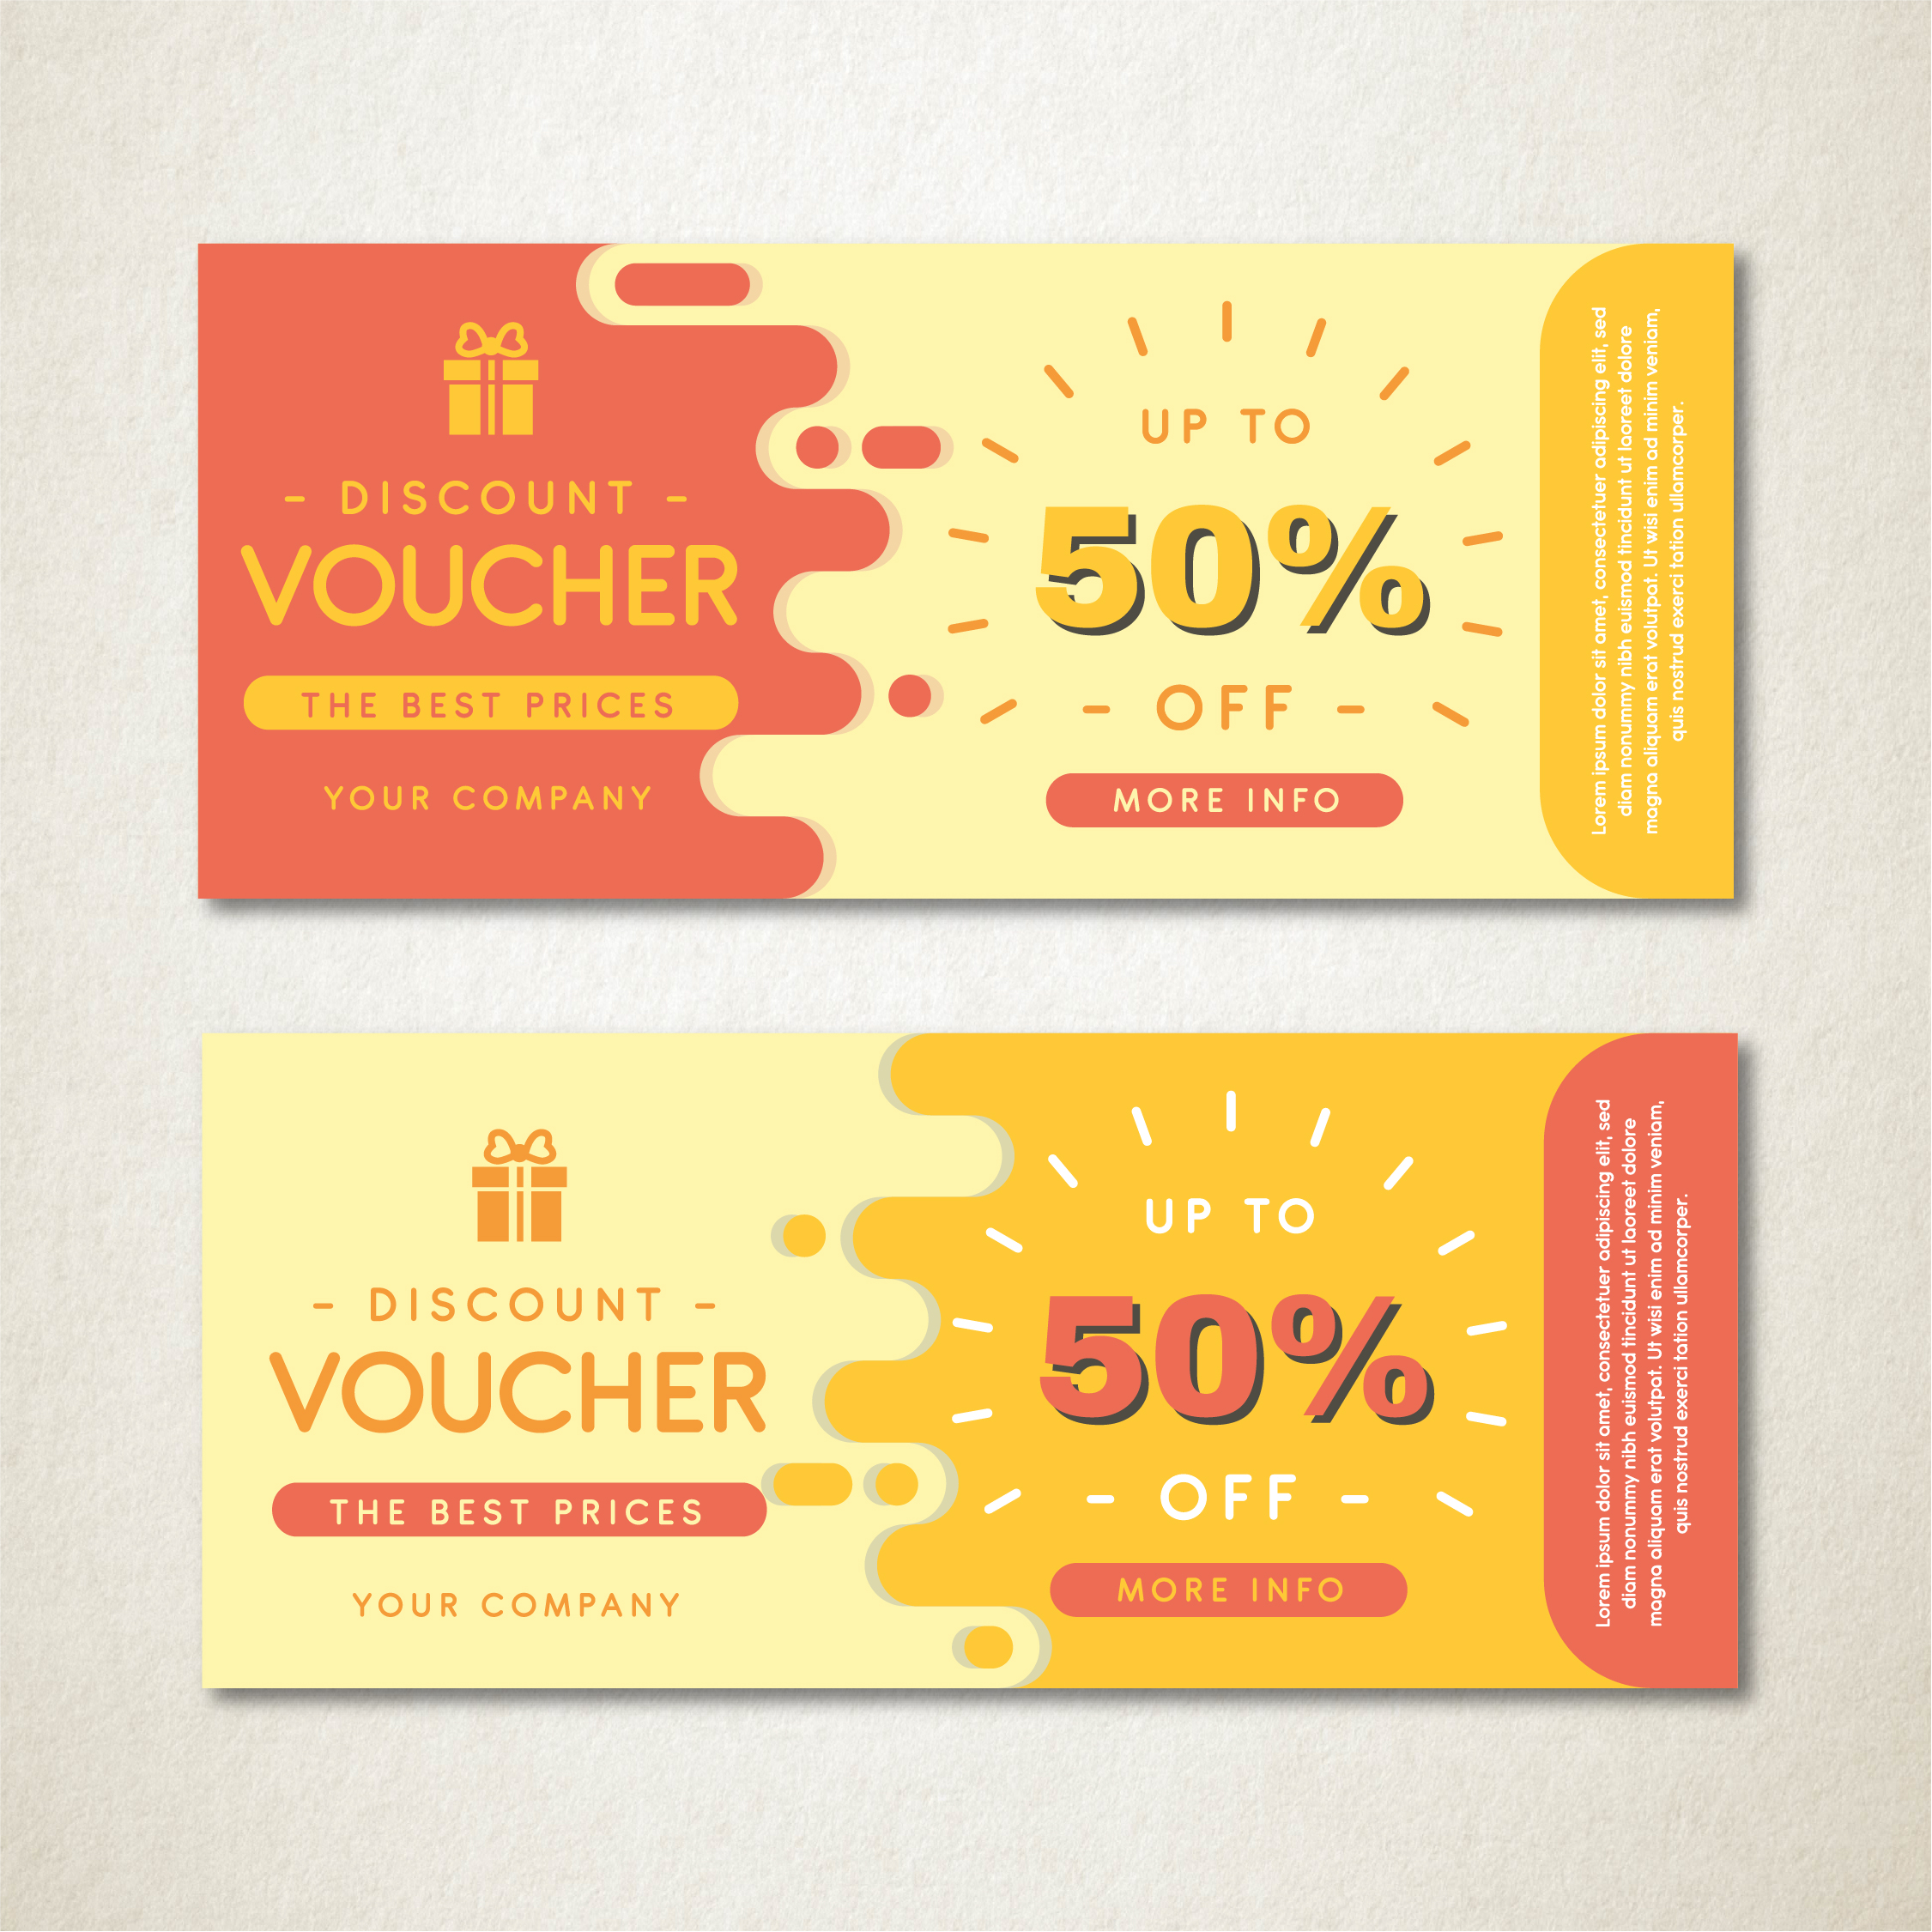 - DISCOUNT -
VOUCHER
THE BEST PRICES
YOUR COMPANY
UP TO
50%
- OFF -
MORE INFO
Lorem ipsum dolor sit amet, consectetuer adipiscing elit, sed
diam nonummy nibh euismod tincidunt ut laoreet dolore
magna aliquam erat volutpat. Ut wisi enim ad minim veniam,
quis nostrud exerci tation ullamcorper.
- DISCOUNT -
VOUCHER
THE BEST PRICES
YOUR COMPANY
UP TO
50%
- OFF -
MORE INFO
Lorem ipsum dolor sit amet, consectetuer adipiscing elit, sed
diam nonummy nibh euismod tincidunt ut laoreet dolore
magna aliquam erat volutpat. Ut wisi enim ad minim veniam,
quis nostrud exerci tation ullamcorper.